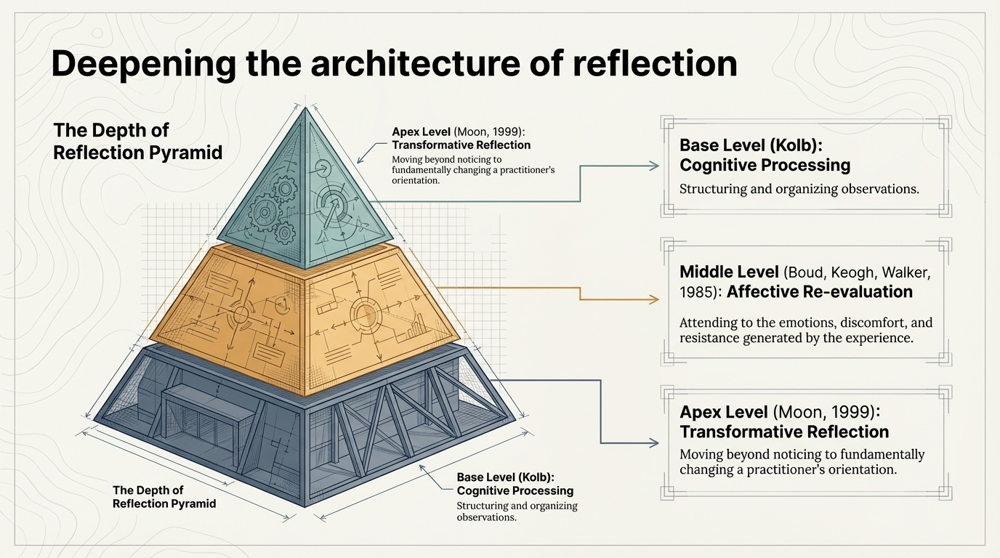 Deepening the architecture of reflection
The Depth of
Reflection Pyramid
Apex Level (Moon, 1999):
Transformative Reflection
Moving beyond noticing to
fundamentally changing a practitioner's
orientation.
Base Level (Kolb):
Cognitive Processing
Structuring and organizing observations.
Middle Level (Boud, Keogh, Walker,
1985): Affective Re-evaluation
Attending to the emotions, discomfort, and
resistance generated by the experience.
Apex Level (Moon, 1999):
Transformative Reflection
Moving beyond noticing to fundamentally
changing a practitioner's orientation.
Base Level (Kolb):
Cognitive Processing
Structuring and organizing
observations.
The Depth of
Reflection Pyramid